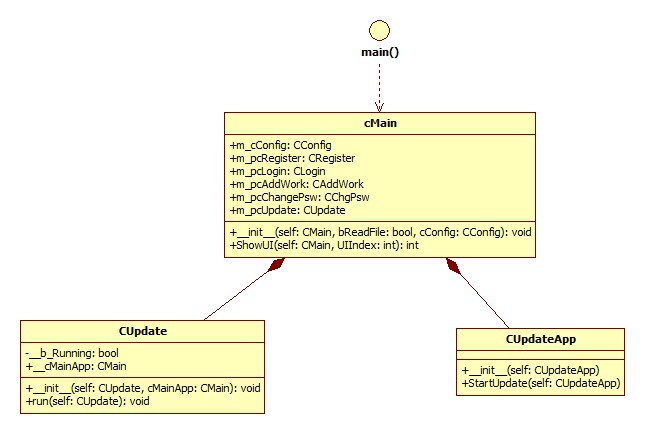 main()
cMain
+m_cConfig: CConfig
+m_pcRegister: CRegister
+m_pcLogin: CLogin
+m_pcAddWork: CAddWork
+m_pcChangePsw: CChgPsw
+m_pcUpdate: CUpdate
+__init__(self: CMain, bReadFile: bool, cConfig: CConfig): void
+ShowUI(self: CMain, UIIndex: int): int
CUpdate
-__b_Running: bool
+__cMainApp: CMain
+__init__(self: CUpdate, cMainApp: CMain): void
+run(self: CUpdate): void
CUpdateApp
+__init__(self: CUpdateApp)
+StartUpdate(self: CUpdateApp)